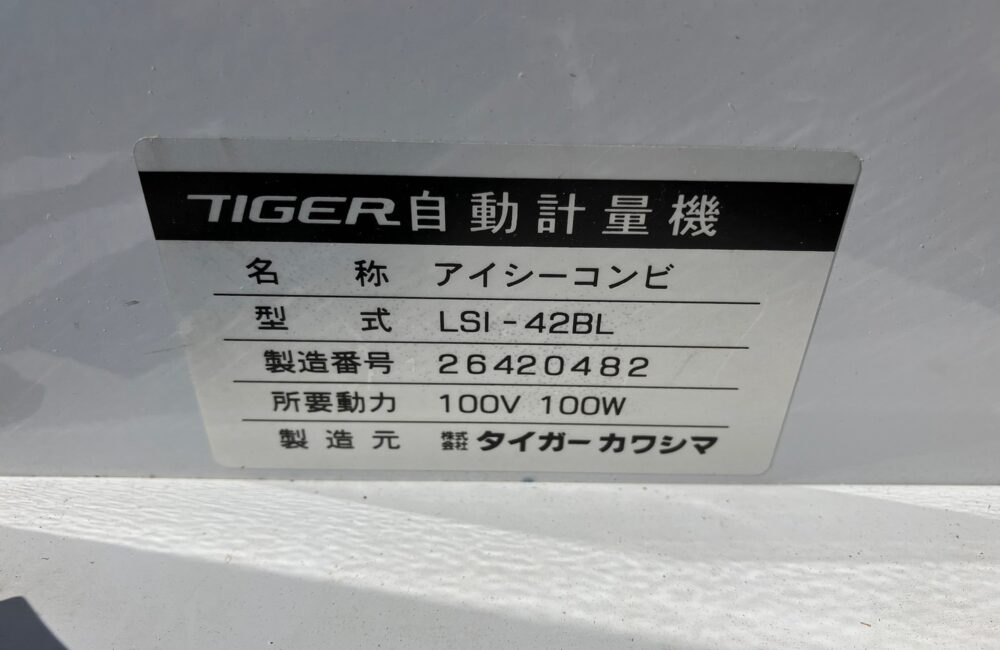 TIGER自動計量機
名称 アイシーコンビ
型式 LSI-42BL
製造番号 26420482
所要動力 100V 100W
製造元 株式会社 タイガーカワシマ